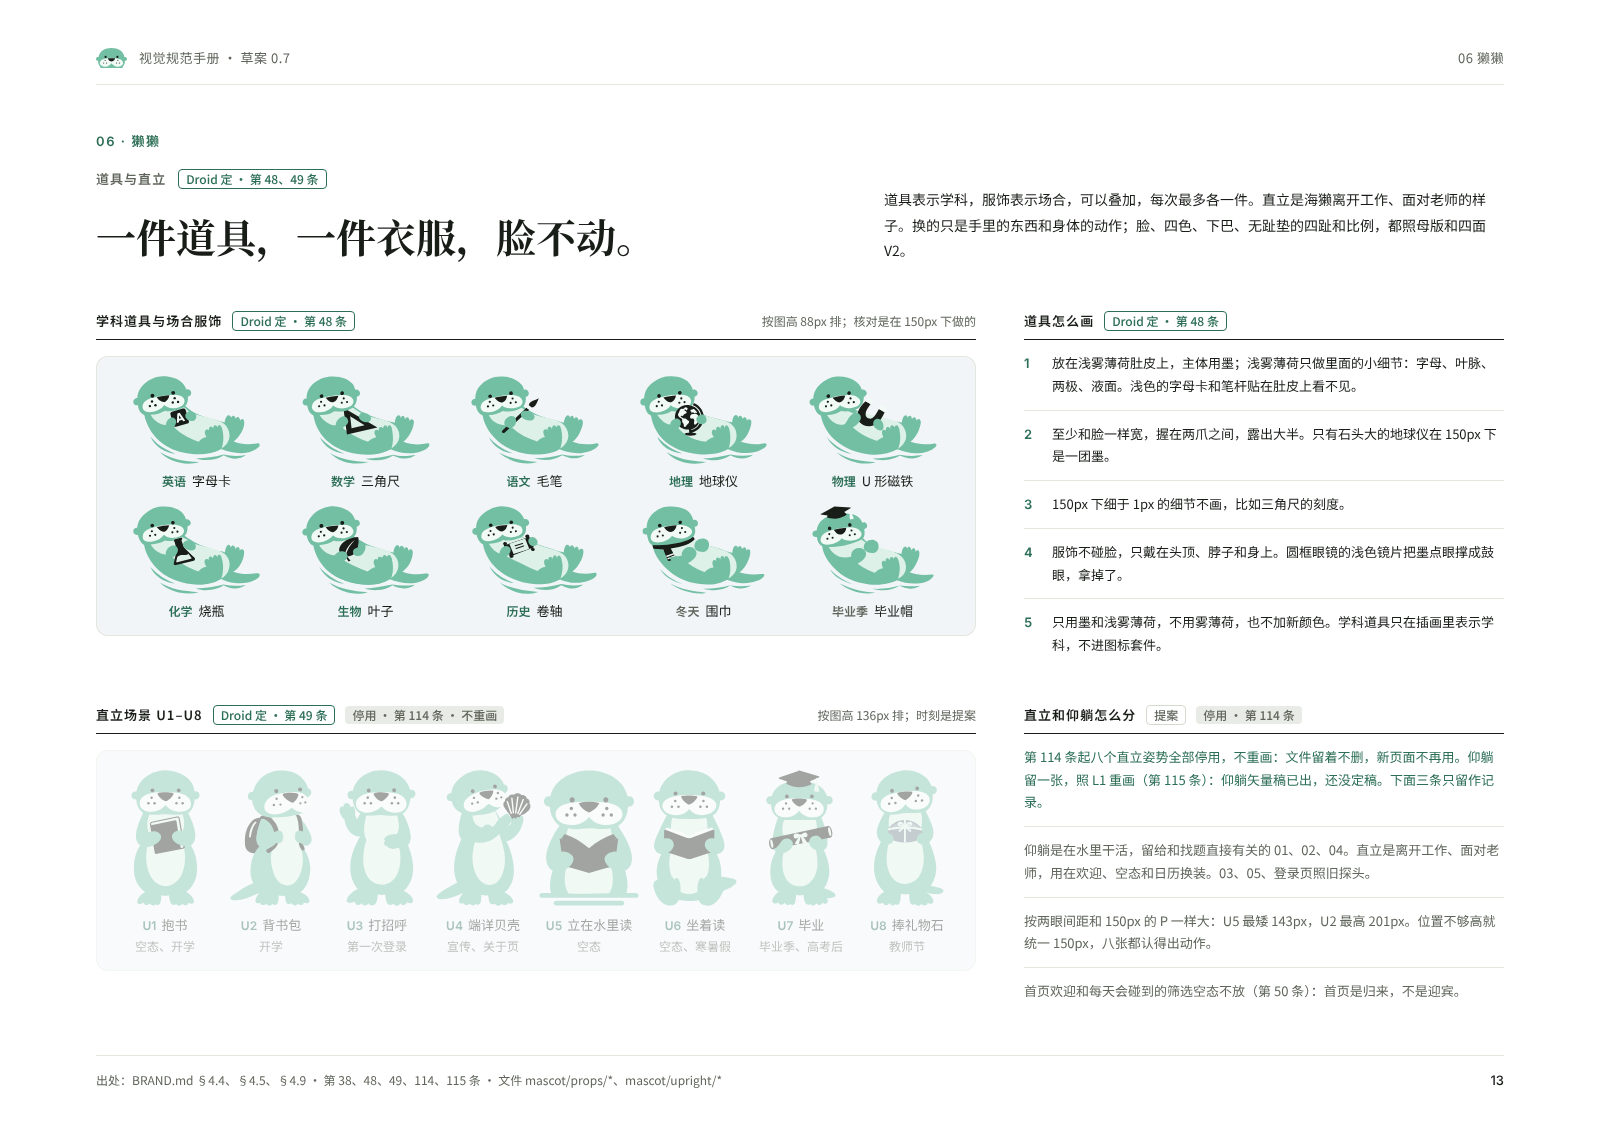 视觉规范手册 · 草案 0.7
06 獭獭
06 · 獭獭
道具与直立 Droid 定 · 第 48、49 条
一件道具，一件衣服，脸不动。
道具表示学科，服饰表示场合，可以叠加，每次最多各一件。直立是海獭离开工作、面对老师的样
子。换的只是手里的东西和身体的动作；脸、四色、下巴、无趾垫的四趾和比例，都照母版和四面
V2。
学科道具与场合服饰 Droid 定 · 第 48 条
按图高 88px 排；核对是在 150px 下做的
A
英语 字母卡
数学 三角尺
语文 毛笔
地理 地球仪
物理 U 形磁铁
化学 烧瓶
生物 叶子
历史 卷轴
冬天 围巾
毕业季 毕业帽
道具怎么画 Droid 定 · 第 48 条
1 放在浅雾薄荷肚皮上，主体用墨；浅雾薄荷只做里面的小细节：字母、叶脉、
两极、液面。浅色的字母卡和笔杆贴在肚皮上看不见。
2 至少和脸一样宽，握在两爪之间，露出大半。只有石头大的地球仪在 150px 下
是一团墨。
3 150px 下细于 1px 的细节不画，比如三角尺的刻度。
4 服饰不碰脸，只戴在头顶、脖子和身上。圆框眼镜的浅色镜片把墨点眼撑成鼓
眼，拿掉了。
5 只用墨和浅雾薄荷，不用雾薄荷，也不加新颜色。学科道具只在插画里表示学
科，不进图标套件。
直立场景 U1–U8 Droid 定 · 第 49 条 停用 · 第 114 条 · 不重画
按图高 136px 排；时刻是提案
U1 抱书
空态、开学
U2 背书包
开学
U3 打招呼
第一次登录
U4 端详贝壳
宣传、关于页
U5 立在水里读
空态
U6 坐着读
空态、寒暑假
U7 毕业
毕业季、高考后
U8 捧礼物石
教师节
直立和仰躺怎么分 提案 停用 · 第 114 条
第 114 条起八个直立姿势全部停用，不重画：文件留着不删，新页面不再用。仰躺
留一张，照 L1 重画（第 115 条）：仰躺矢量稿已出，还没定稿。下面三条只留作记
录。
仰躺是在水里干活，留给和找题直接有关的 01、02、04。直立是离开工作、面对老
师，用在欢迎、空态和日历换装。03、05、登录页照旧探头。
按两眼间距和 150px 的 P 一样大：U5 最矮 143px，U2 最高 201px。位置不够高就
统一 150px，八张都认得出动作。
首页欢迎和每天会碰到的筛选空态不放（第 50 条）：首页是归来，不是迎宾。
出处：BRAND.md §4.4、§4.5、§4.9 · 第 38、48、49、114、115 条 · 文件 mascot/props/*、mascot/upright/*
13